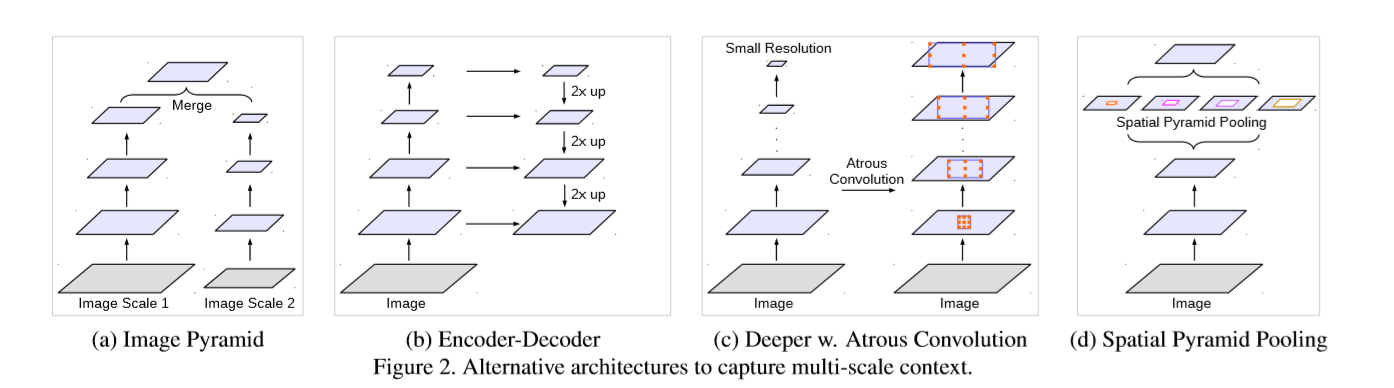 Merge
Image Scale 1
Image Scale 2
(a) Image Pyramid
2x up
2x up
2x up
Image
(b) Encoder-Decoder
Small Resolution
Atrous
Convolution
Image
Image
(c) Deeper w. Atrous Convolution
Spatial Pyramid Pooling
Image
(d) Spatial Pyramid Pooling
Figure 2. Alternative architectures to capture multi-scale context.